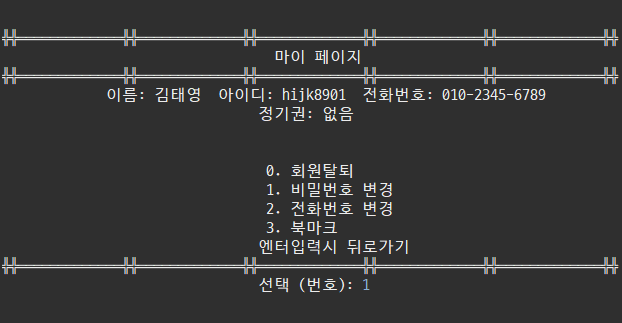 마이 페이지
이름: 김태영 아이디: hijk8901 전화번호: 010-2345-6789
정기권: 없음
0. 회원탈퇴
1. 비밀번호 변경
2. 전화번호 변경
3. 북마크
엔터입력시 뒤로가기
선택 (번호): 1